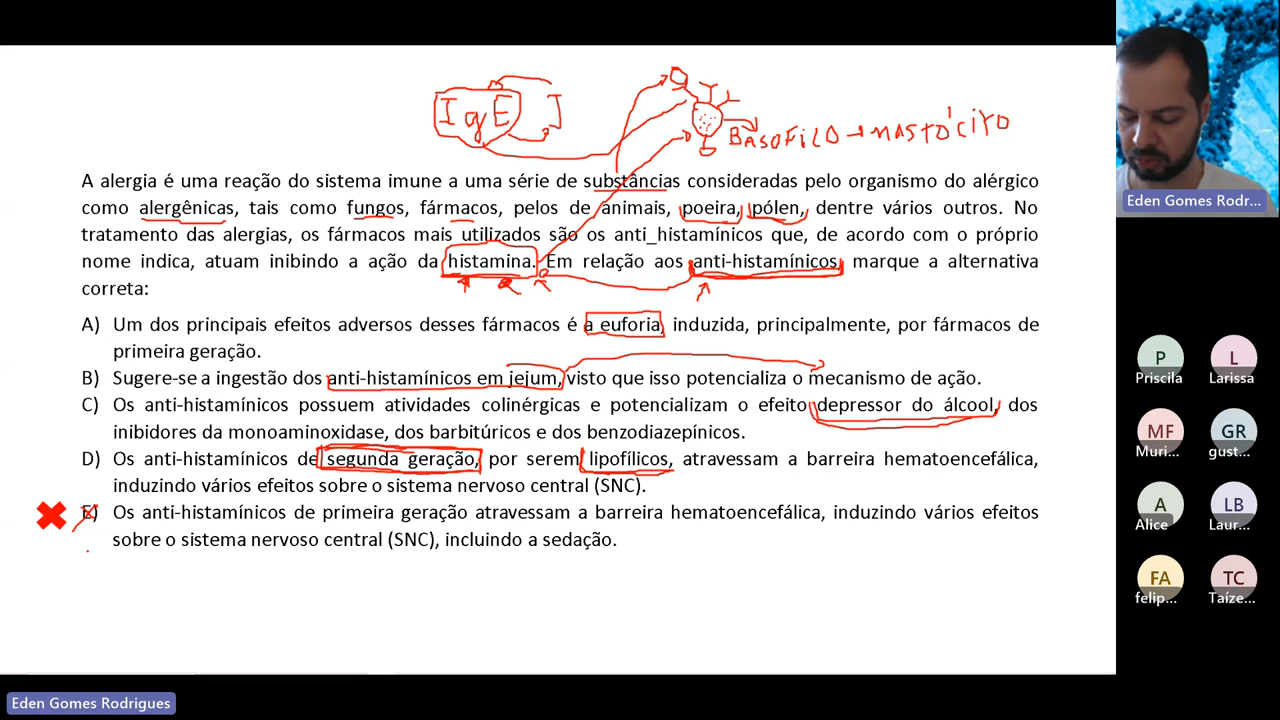 IgE
BASOFILO → MASTÓCITO
A alergia é uma reação do sistema imune a uma série de substâncias consideradas pelo organismo do alérgico
como alergênicas, tais como fungos, fármacos, pelos de animais, poeira, pólen, dentre vários outros. No
tratamento das alergias, os fármacos mais utilizados são os anti_histamínicos que, de acordo com o próprio
nome indica, atuam inibindo a ação da histamina. Em relação aos anti-histamínicos, marque a alternativa
correta:
A) Um dos principais efeitos adversos desses fármacos é a euforia, induzida, principalmente, por fármacos de
primeira geração.
B) Sugere-se a ingestão dos anti-histamínicos em jejum, visto que isso potencializa o mecanismo de ação.
C) Os anti-histamínicos possuem atividades colinérgicas e potencializam o efeito depressor do álcool, dos
inibidores da monoaminoxidase, dos barbitúricos e dos benzodiazepínicos.
D) Os anti-histamínicos de segunda geração, por serem lipofílicos, atravessam a barreira hematoencefálica,
induzindo vários efeitos sobre o sistema nervoso central (SNC).
E) Os anti-histamínicos de primeira geração atravessam a barreira hematoencefálica, induzindo vários efeitos
sobre o sistema nervoso central (SNC), incluindo a sedação.
Eden Gomes Rodrigues
Eden Gomes Rodr...
P L
Priscila Larissa
MF GR
Muri... gust...
A LB
Alice Laur...
FA TC
felip... Taíze...